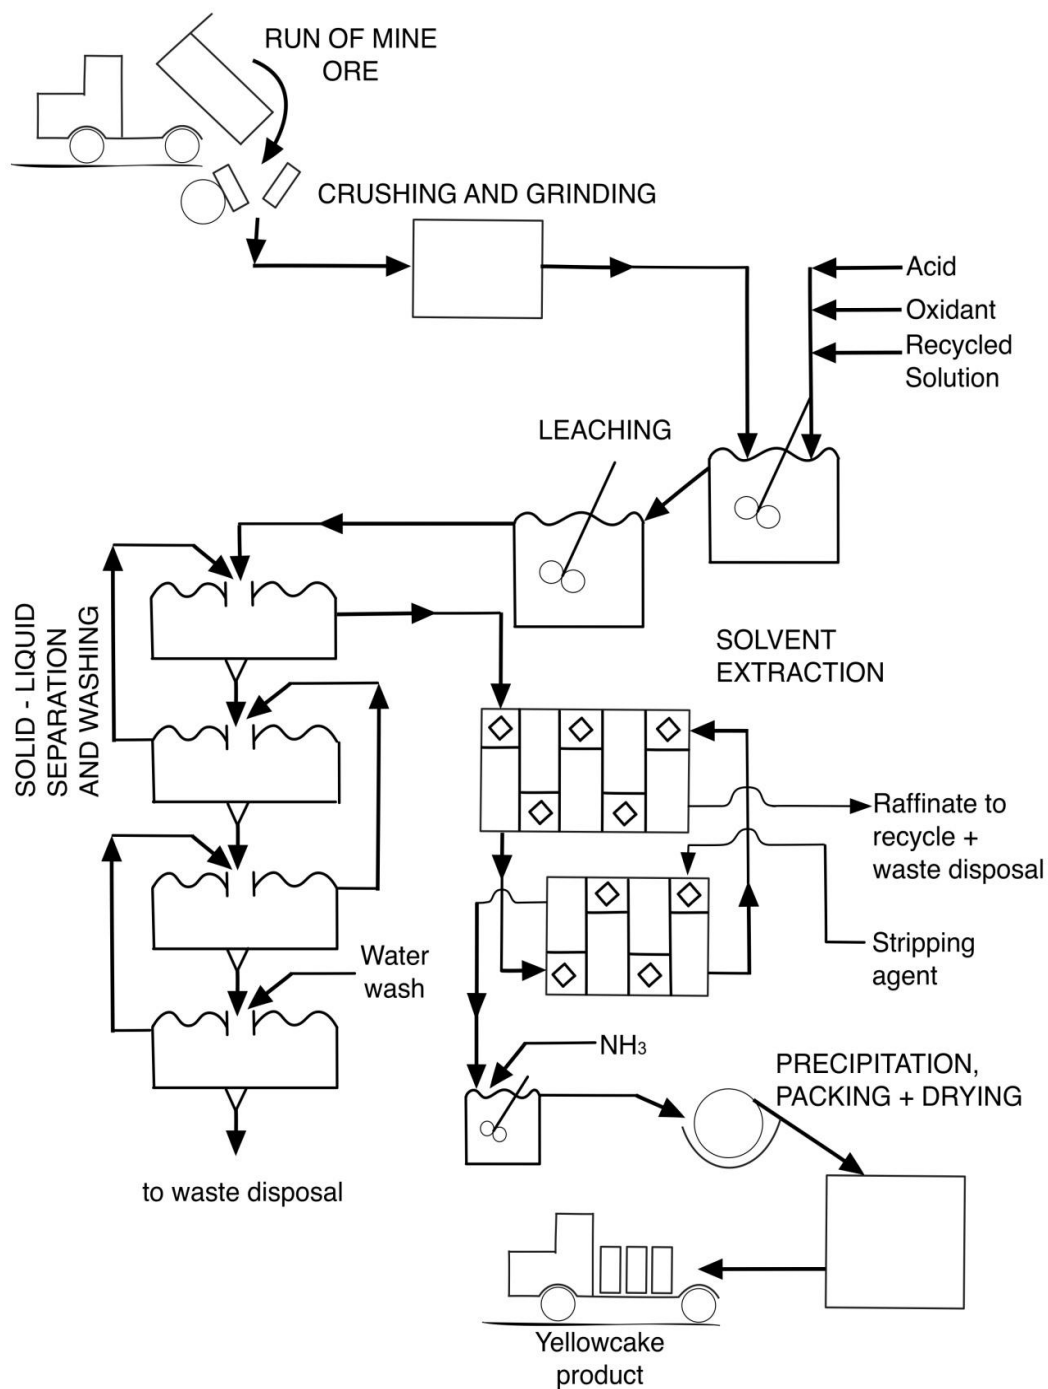 RUN OF MINE
ORE
CRUSHING AND GRINDING
Acid
Oxidant
Recycled
Solution
LEACHING
SOLID - LIQUID
SEPARATION
AND WASHING
SOLVENT
EXTRACTION
Raffinate to
recycle +
waste disposal
Stripping
agent
Water
wash
NH₃
PRECIPITATION,
PACKING + DRYING
to waste disposal
Yellowcake
product